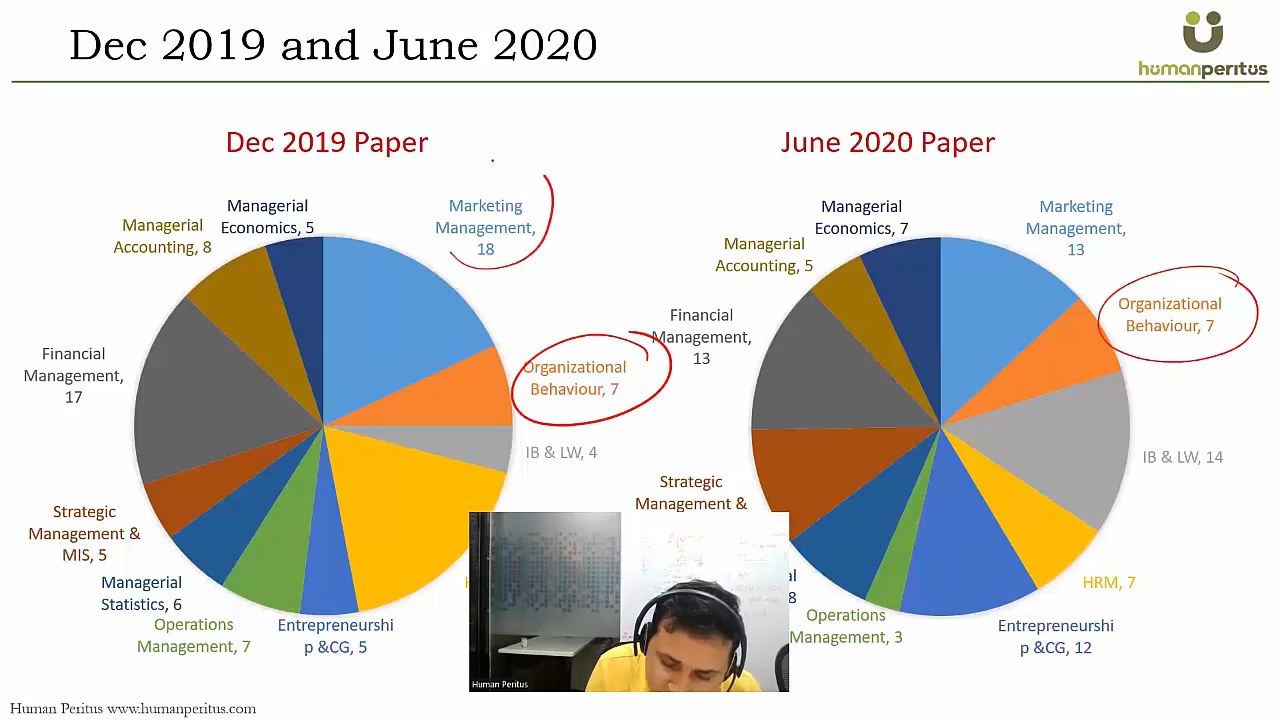 Dec 2019 and June 2020
humanperitus
Dec 2019 Paper
June 2020 Paper
Managerial
Economics, 5
Marketing
Management,
18
Managerial
Accounting, 8
Organizational
Behaviour, 7
Financial
Management,
17
IB & LW, 4
Strategic
Management &
MIS, 5
Managerial
Statistics, 6
Operations
Management, 7
Entrepreneurshi
p &CG, 5
Managerial
Economics, 7
Marketing
Management,
13
Managerial
Accounting, 5
Organizational
Behaviour, 7
Financial
Management,
13
IB & LW, 14
Strategic
Management &
8
HRM, 7
Operations
Management, 3
Entrepreneurshi
p &CG, 12
Human Peritus
Human Peritus www.humanperitus.com